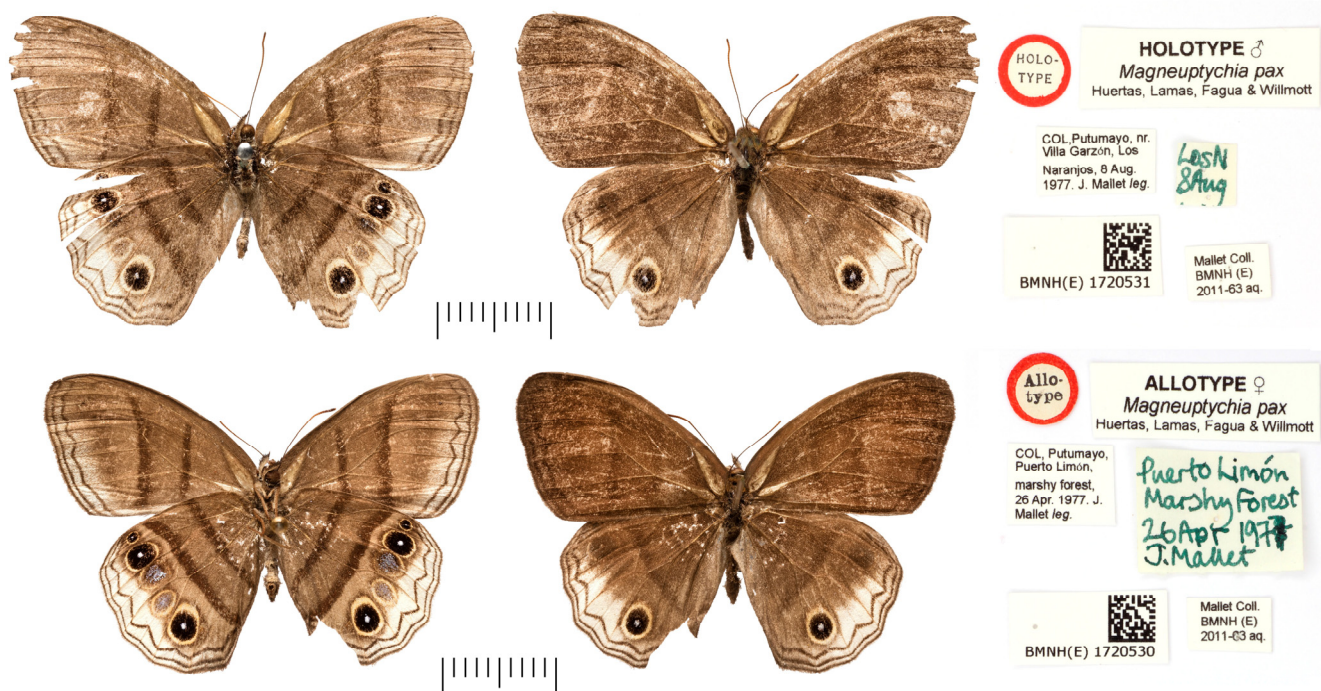 HOLO-
TYPE
HOLOTYPE ♂
Magneuptychia pax
Huertas, Lamas, Fagua & Willmott
COL, Putumayo, nr.
Villa Garzón, Los
Naranjos, 8 Aug.
1977. J. Mallet leg.
LosN
8Aug
BMNH(E) 1720531
Mallet Coll.
BMNH (E)
2011-63 aq.
Allo-
type
ALLOTYPE ♀
Magneuptychia pax
Huertas, Lamas, Fagua & Willmott
COL, Putumayo,
Puerto Limón,
marshy forest,
26 Apr. 1977. J.
Mallet leg.
Puerto Limón
Marshy Forest
26 Apr 1977
J. Mallet
BMNH(E) 1720530
Mallet Coll.
BMNH (E)
2011-63 aq.